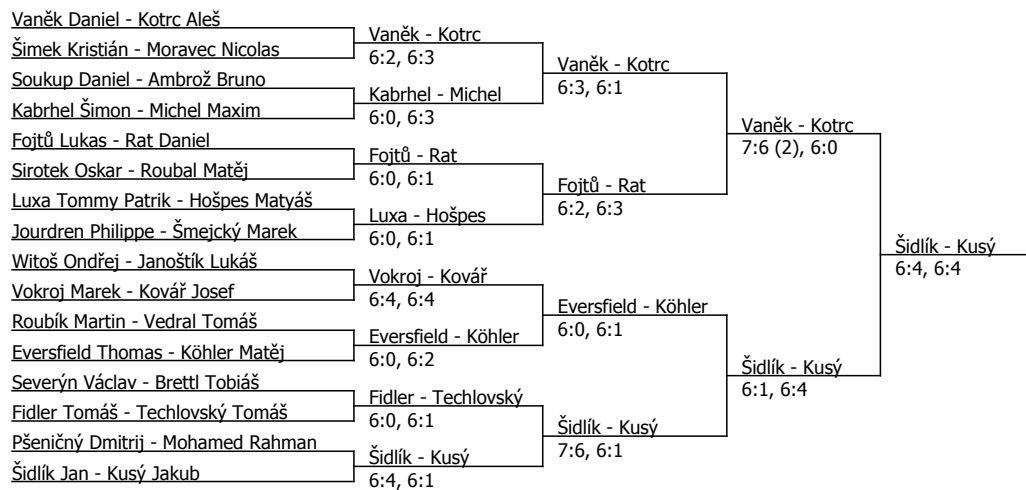 Vaněk Daniel - Kotrc Aleš
Šimek Kristián - Moravec Nicolas
Soukup Daniel - Ambrož Bruno
Kabrhel Šimon - Michel Maxim
Fojtů Lukas - Rat Daniel
Sirotek Oskar - Roubal Matěj
Luxa Tommy Patrik - Hošpes Matyáš
Jourdren Philippe - Šmejcký Marek
Witoš Ondřej - Janoštík Lukáš
Vokroj Marek - Kovář Josef
Roubík Martin - Vedral Tomáš
Eversfield Thomas - Köhler Matěj
Severýn Václav - Brettl Tobiáš
Fidler Tomáš - Techlovský Tomáš
Pšeničný Dmitrij - Mohamed Rahman
Šidlík Jan - Kusý Jakub
Vaněk - Kotrc
6:2, 6:3
Kabrhel - Michel
6:0, 6:3
Fojtů - Rat
6:0, 6:1
Luxa - Hošpes
6:0, 6:1
Vokroj - Kovář
6:4, 6:4
Eversfield - Köhler
6:0, 6:2
Fidler - Techlovský
6:0, 6:1
Šidlík - Kusý
6:4, 6:1
Vaněk - Kotrc
6:3, 6:1
Fojtů - Rat
6:2, 6:3
Eversfield - Köhler
6:0, 6:1
Šidlík - Kusý
7:6, 6:1
Vaněk - Kotrc
7:6 (2), 6:0
Šidlík - Kusý
6:1, 6:4
Šidlík - Kusý
6:4, 6:4